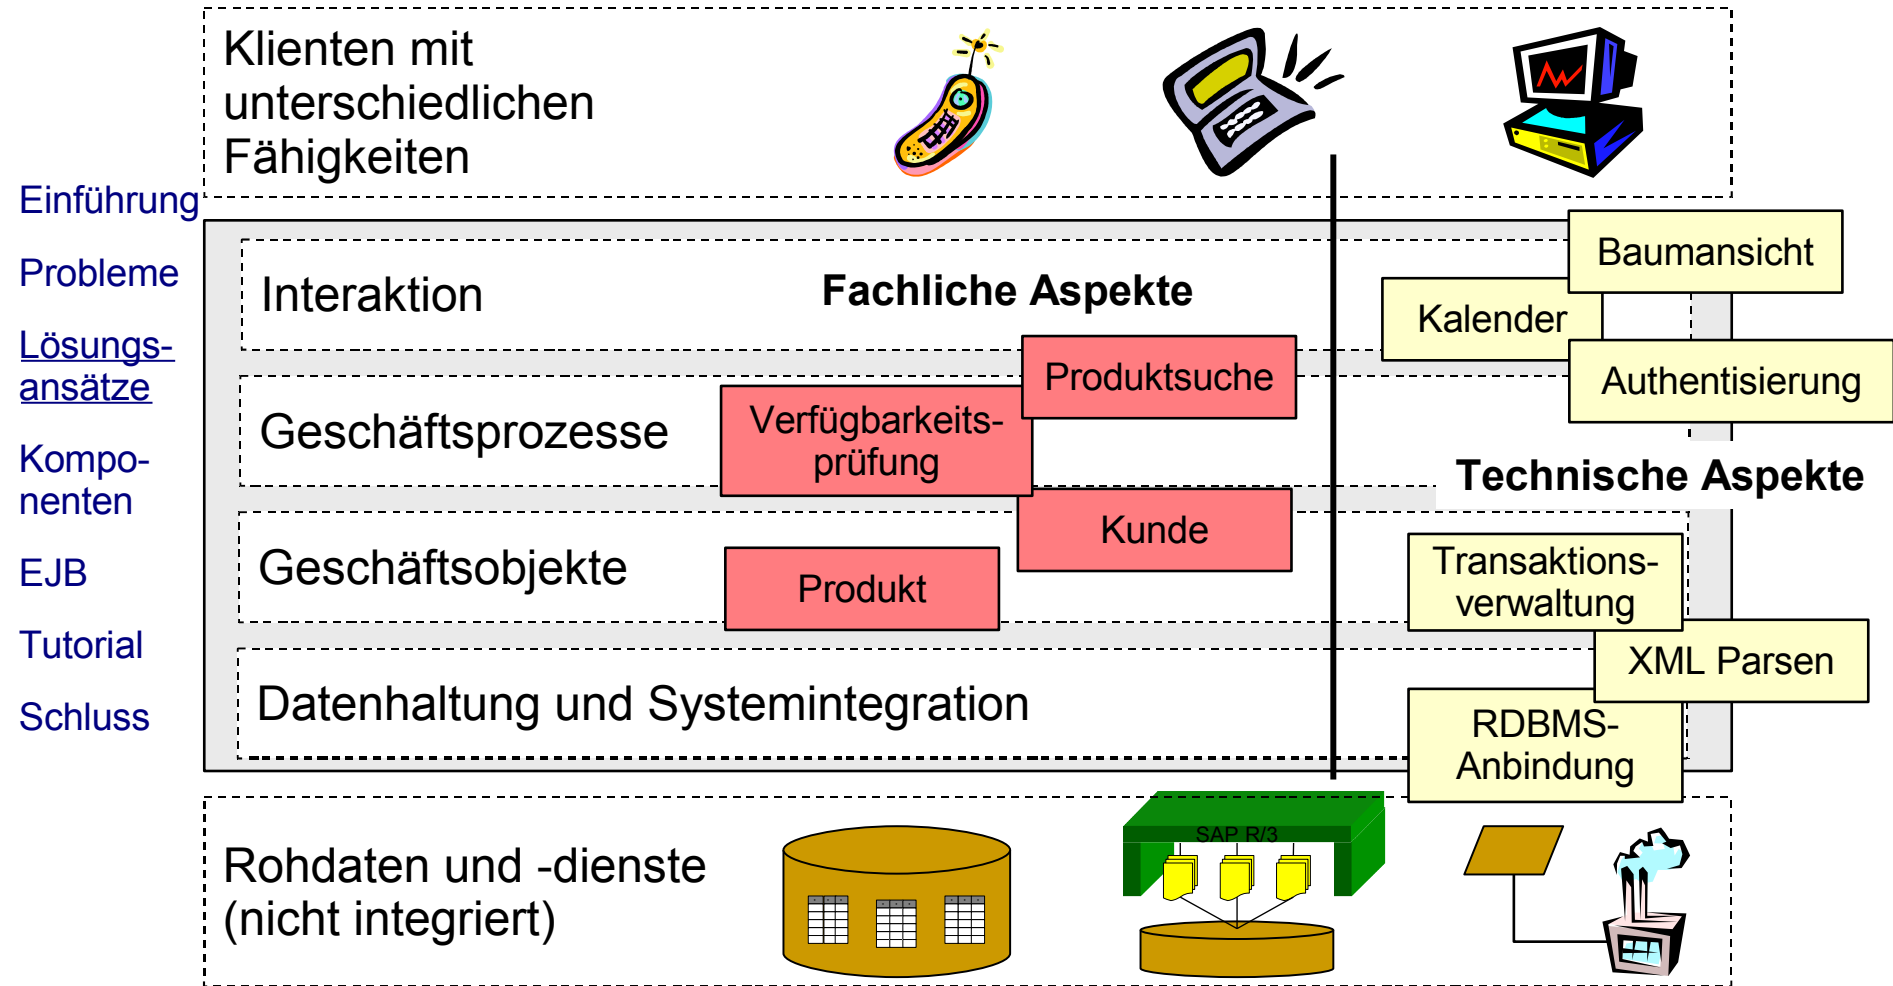 Klienten mit
unterschiedlichen
Fähigkeiten
Einführung
Probleme
Lösungs-
ansätze
Kompo-
nenten
EJB
Tutorial
Schluss
Interaktion
Fachliche Aspekte
Baumansicht
Kalender
Authentisierung
Produktsuche
Geschäftsprozesse
Verfügbarkeits-
prüfung
Technische Aspekte
Kunde
Geschäftsobjekte
Produkt
Transaktions-
verwaltung
XML Parsen
Datenhaltung und Systemintegration
RDBMS-
Anbindung
SAP R/3
Rohdaten und -dienste
(nicht integriert)